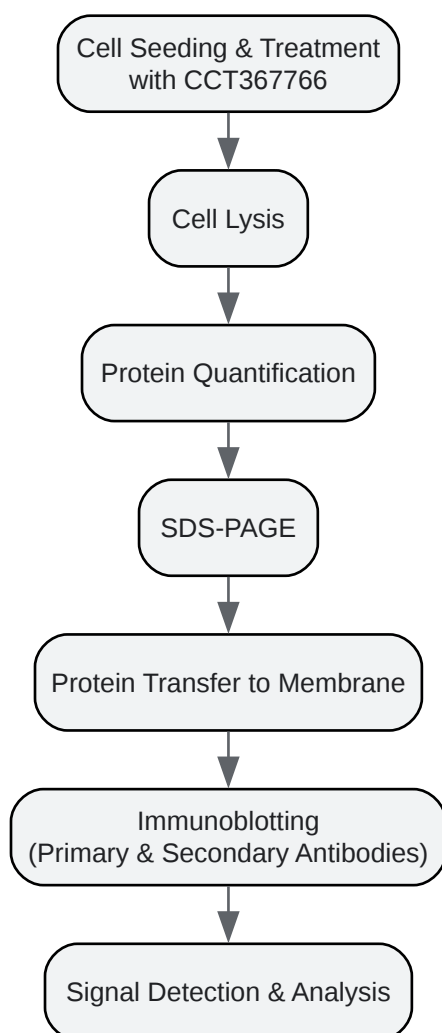 Cell Seeding & Treatment
with CCT367766
Cell Lysis
Protein Quantification
SDS-PAGE
Protein Transfer to Membrane
Immunoblotting
(Primary & Secondary Antibodies)
Signal Detection & Analysis